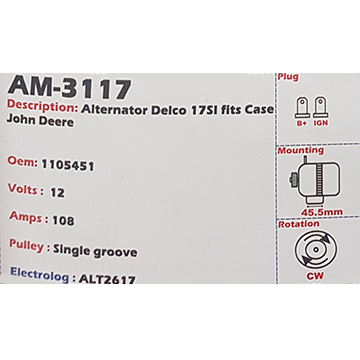 AM-3117
Description: Alternator Delco 17SI fits Case
John Deere
Oem: 1105451
Volts : 12
Amps : 108
Pulley : Single groove
Electrolog : ALT2617
Plug
B+ IGN
Mounting
45.5mm
Rotation
CW